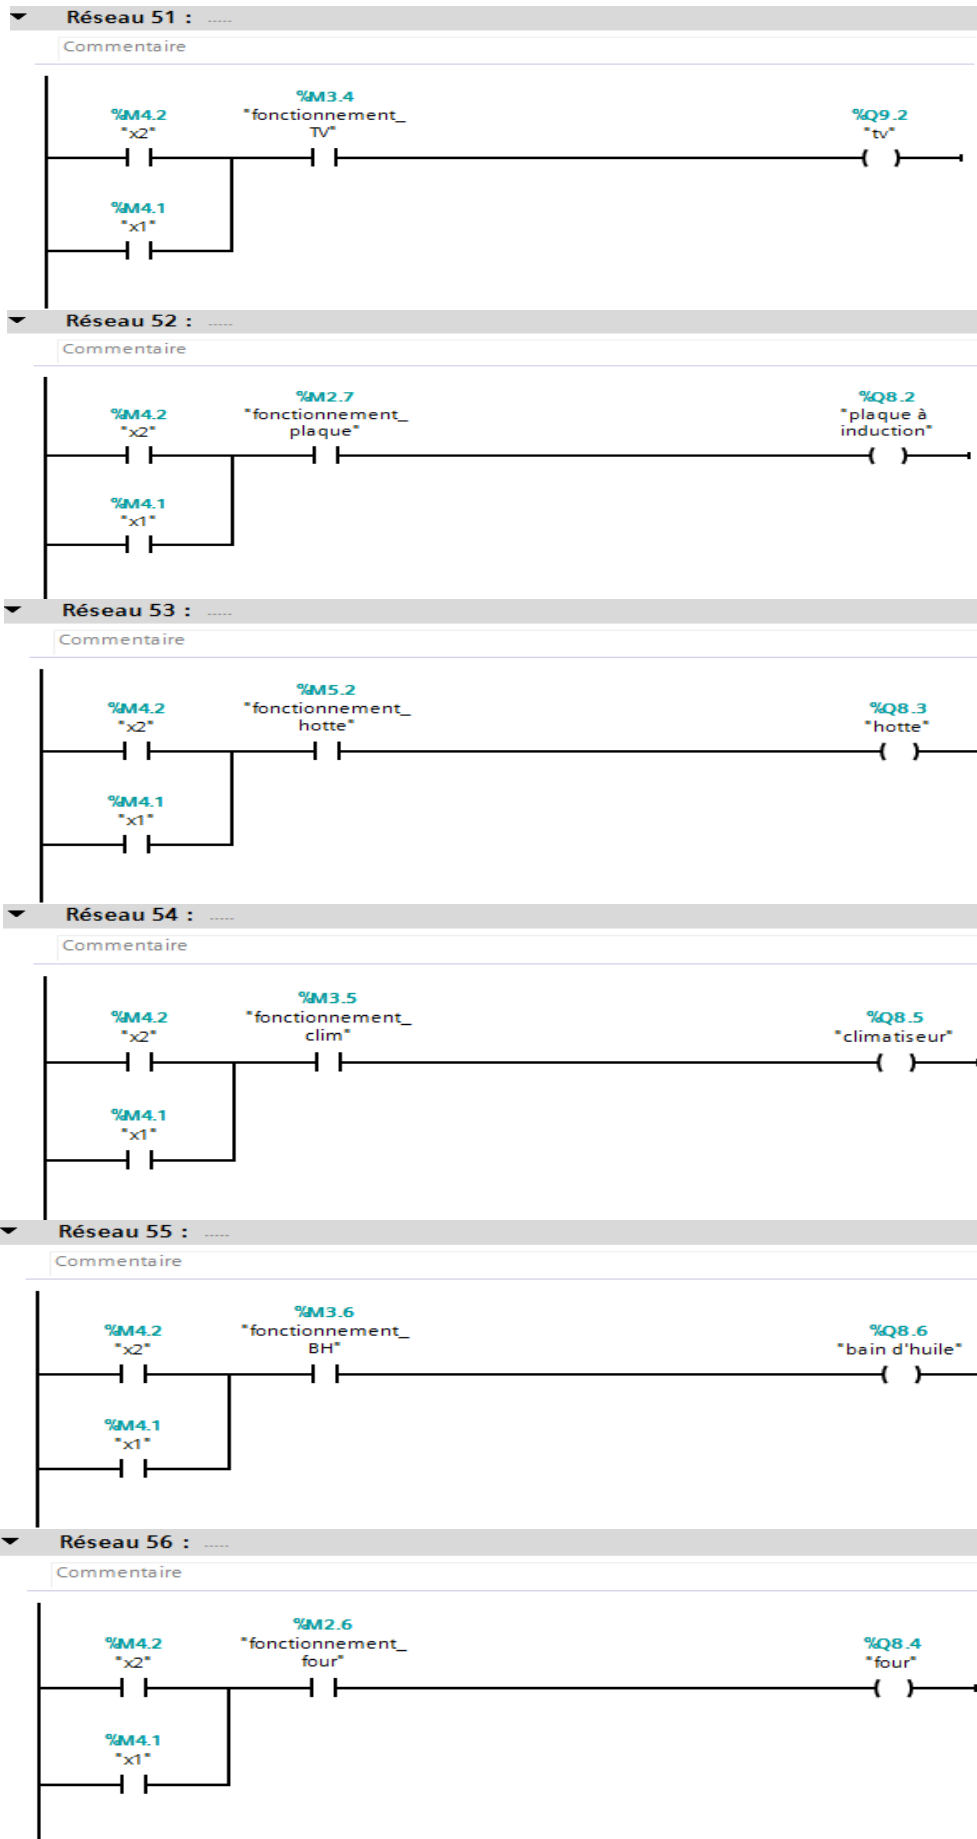 Réseau 51 : .....
Commentaire
%M3.4
%M4.2 "fonctionnement_ %Q9.2
"x2" TV" "tv"
%M4.1
"x1"
Réseau 52 : .....
Commentaire
%M2.7 %Q8.2
%M4.2 "fonctionnement_ "plaque à
"x2" plaque" induction"
%M4.1
"x1"
Réseau 53 : .....
Commentaire
%M5.2
%M4.2 "fonctionnement_ %Q8.3
"x2" hotte" "hotte"
%M4.1
"x1"
Réseau 54 : .....
Commentaire
%M3.5
%M4.2 "fonctionnement_ %Q8.5
"x2" clim" "climatiseur"
%M4.1
"x1"
Réseau 55 : .....
Commentaire
%M3.6
%M4.2 "fonctionnement_ %Q8.6
"x2" BH" "bain d'huile"
%M4.1
"x1"
Réseau 56 : .....
Commentaire
%M2.6
%M4.2 "fonctionnement_ %Q8.4
"x2" four" "four"
%M4.1
"x1"